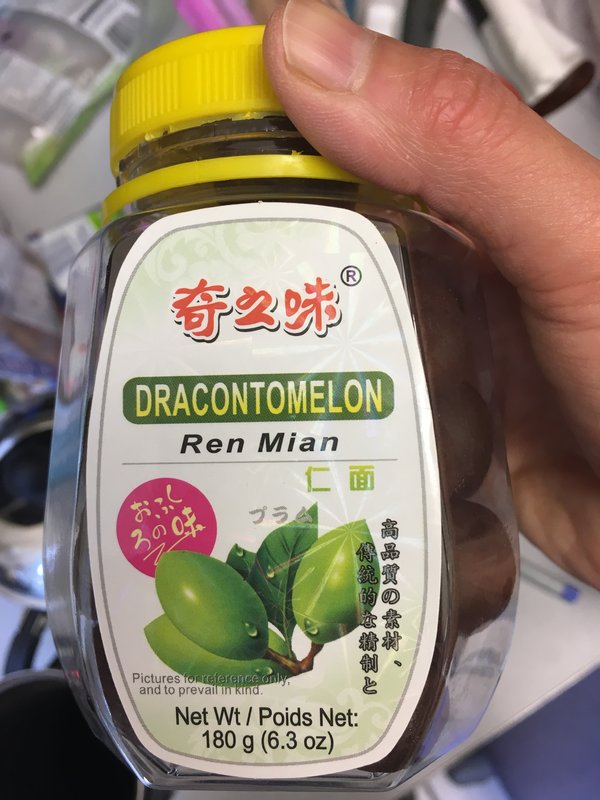 奇之味®
DRACONTOMELON
Ren Mian
仁面
おふくろの味
プラム
高品質の素材、
傳統的な精制と
Pictures for reference only,
and to prevail in kind.
Net Wt / Poids Net:
180 g (6.3 oz)